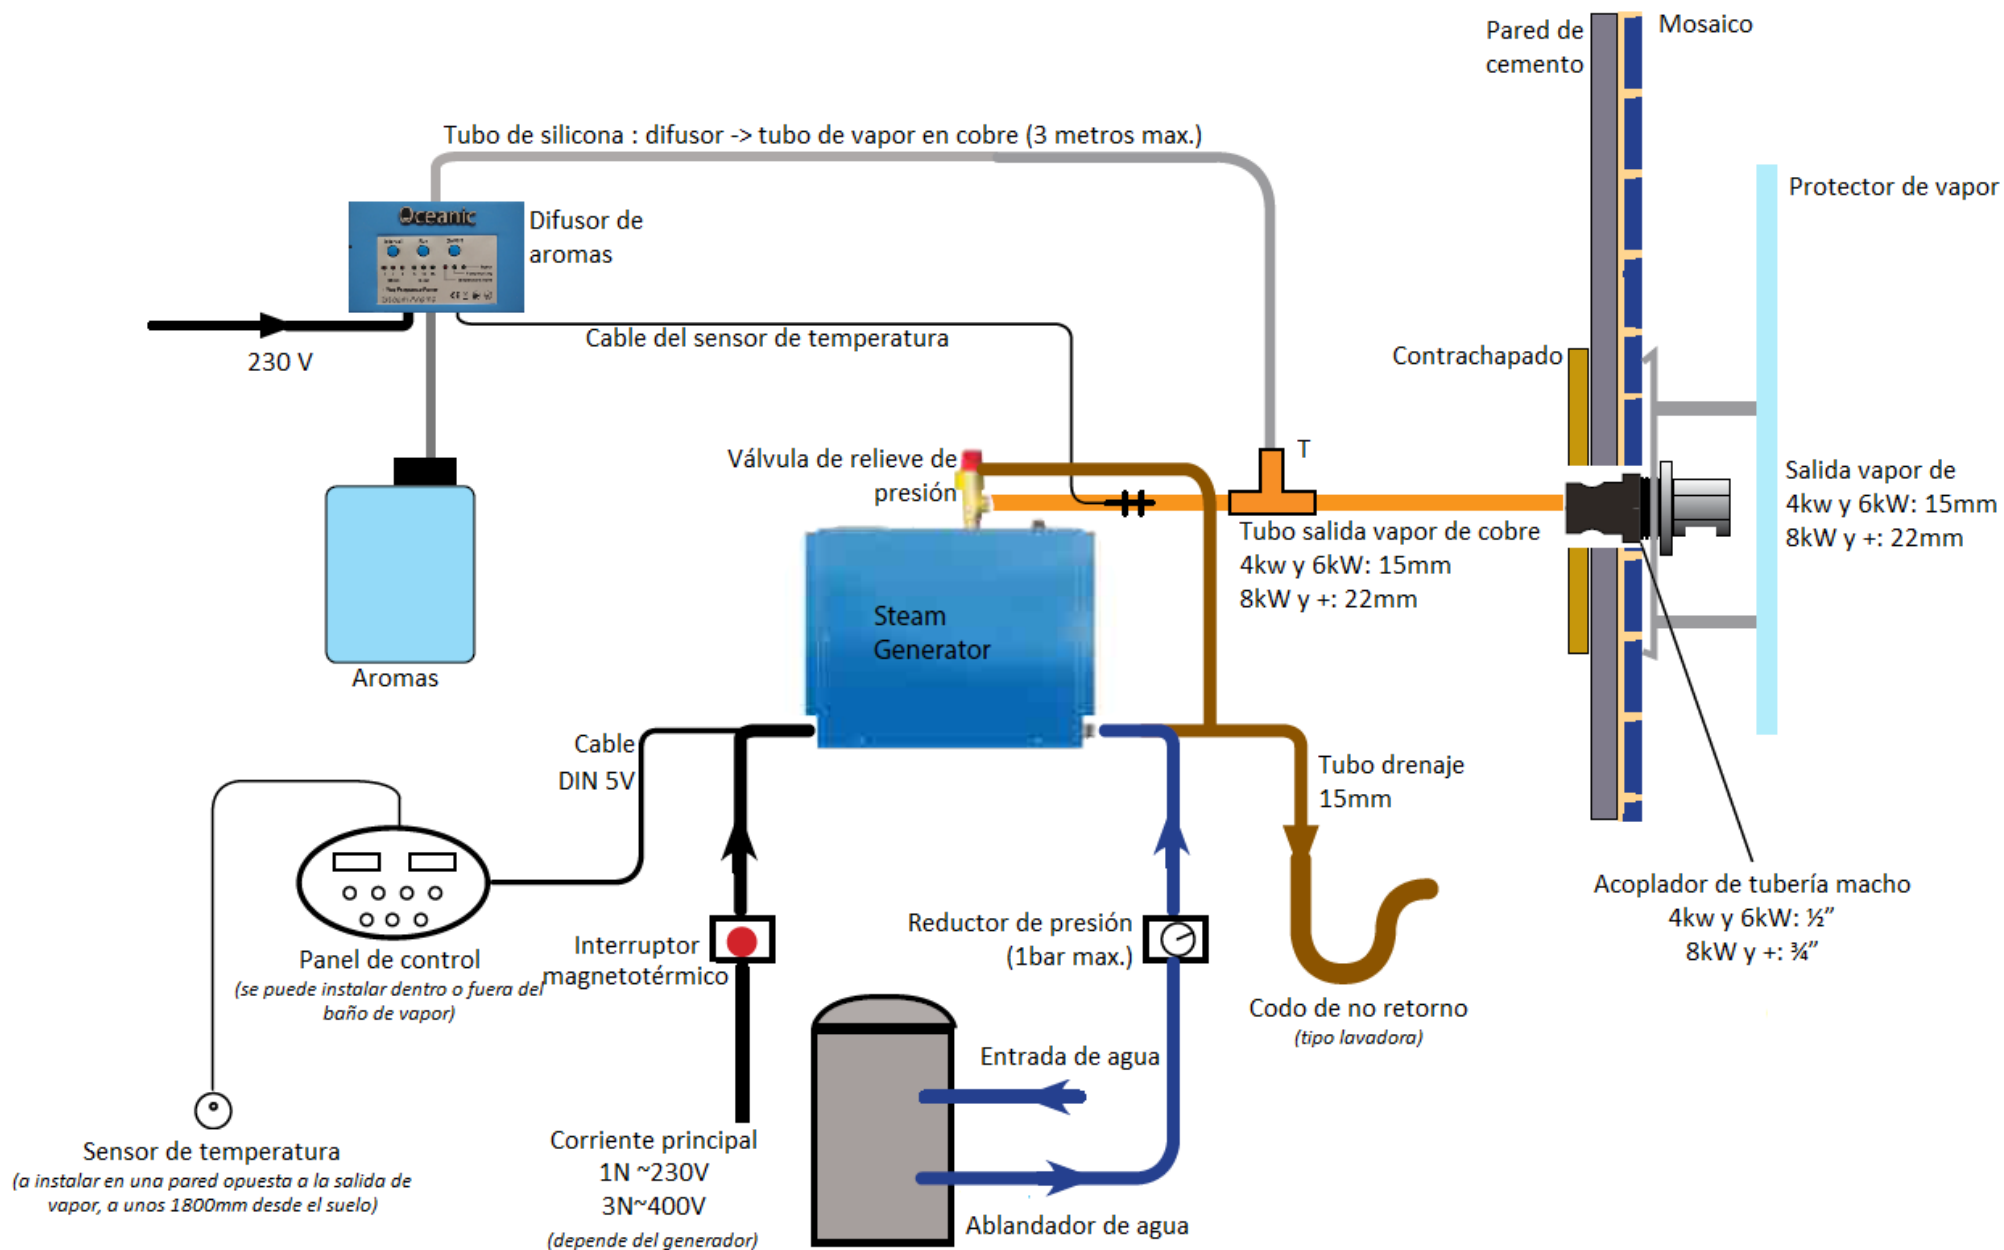 Pared de
cemento
Mosaico
Tubo de silicona : difusor -> tubo de vapor en cobre (3 metros max.)
Protector de vapor
Oceanic
Difusor de
aromas
Interval
Run
Steam Aroma
230 V
Cable del sensor de temperatura
Contrachapado
Válvula de relieve de
presión
T
Salida vapor de
4kw y 6kW: 15mm
8kW y +: 22mm
Tubo salida vapor de cobre
4kw y 6kW: 15mm
8kW y +: 22mm
Steam
Generator
Aromas
Cable
DIN 5V
Tubo drenaje
15mm
Acoplador de tubería macho
4kw y 6kW: ½”
8kW y +: ¾”
Reductor de presión
(1bar max.)
Interruptor
magnetotérmico
Panel de control
(se puede instalar dentro o fuera del
baño de vapor)
Codo de no retorno
(tipo lavadora)
Entrada de agua
Sensor de temperatura
(a instalar en una pared opuesta a la salida de
vapor, a unos 1800mm desde el suelo)
Corriente principal
1N ~230V
3N~400V
(depende del generador)
Ablandador de agua